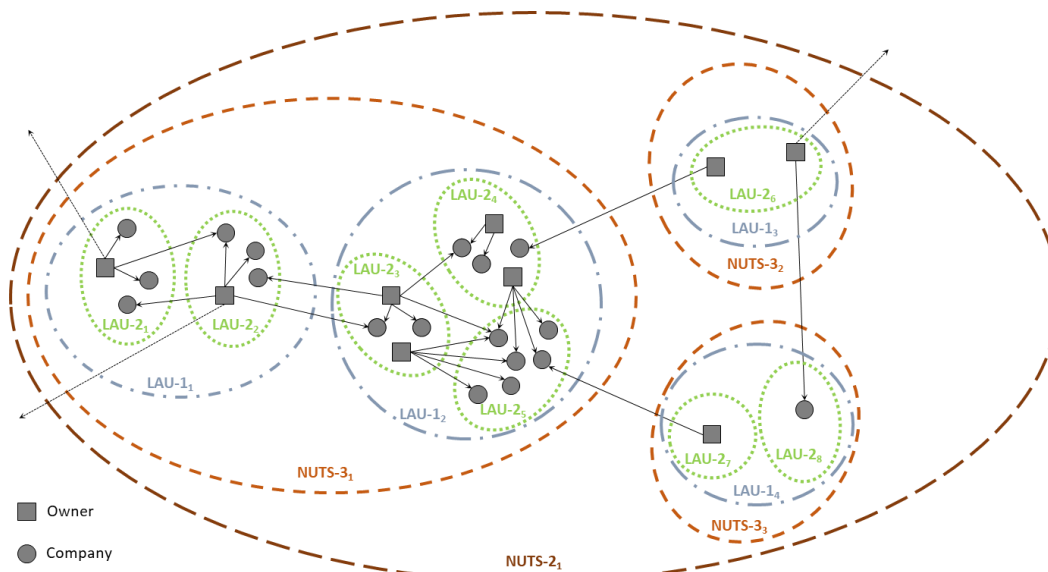 LAU-2₄
LAU-2₆
LAU-1₃
NUTS-3₂
LAU-2₃
LAU-2₁
LAU-2₂
LAU-1₁
LAU-1₂
LAU-2₅
LAU-2₇
LAU-2₈
NUTS-3₁
LAU-1₄
Owner
NUTS-3₃
Company
NUTS-2₁